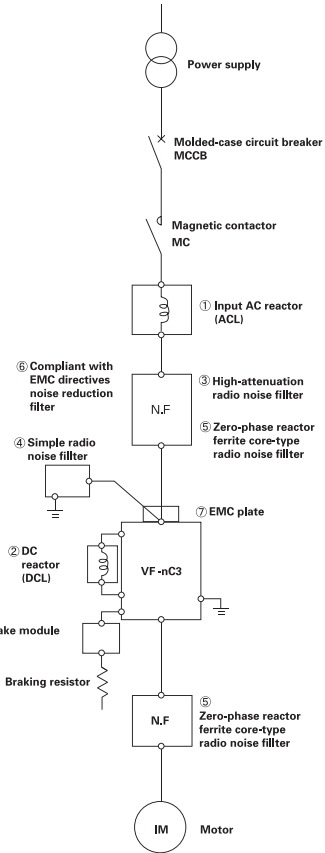 Power supply
Molded-case circuit breaker
MCCB
Magnetic contactor
MC
① Input AC reactor
(ACL)
⑥ Compliant with
EMC directives
noise reduction
filter
N.F
③ High-attenuation
radio noise fillter
⑤ Zero-phase reactor
ferrite core-type
radio noise fillter
④ Simple radio
noise fillter
⑦ EMC plate
② DC
reactor
(DCL)
VF-nC3
ake module
Braking resistor
N.F
⑤
Zero-phase reactor
ferrite core-type
radio noise fillter
IM
Motor